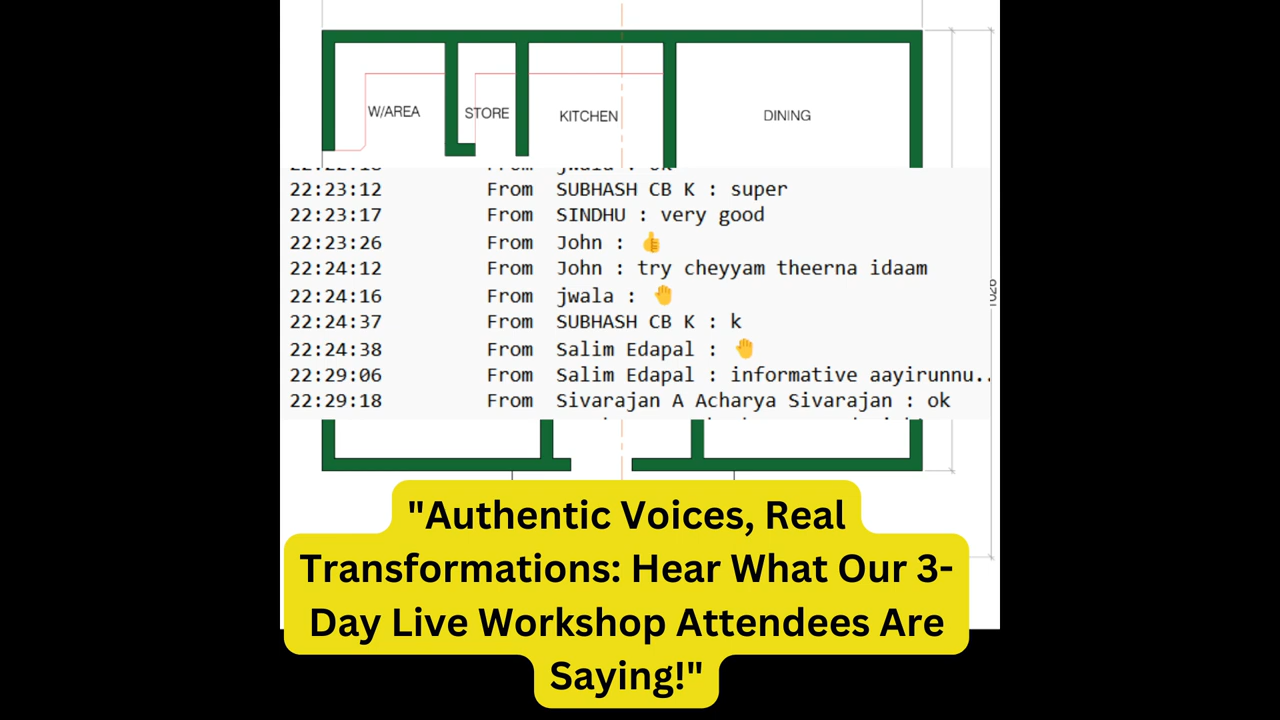 W/AREA STORE KITCHEN DINING
22:23:12 From SUBHASH CB K : super
22:23:17 From SINDHU : very good
22:23:26 From John : 👍
22:24:12 From John : try cheyyam theerna idaam
22:24:16 From jwala : 🤚
22:24:37 From SUBHASH CB K : k
22:24:38 From Salim Edapal : 🤚
22:29:06 From Salim Edapal : informative aayirunnu..
22:29:18 From Sivarajan A Acharya Sivarajan : ok
"Authentic Voices, Real
Transformations: Hear What Our 3-
Day Live Workshop Attendees Are
Saying!"